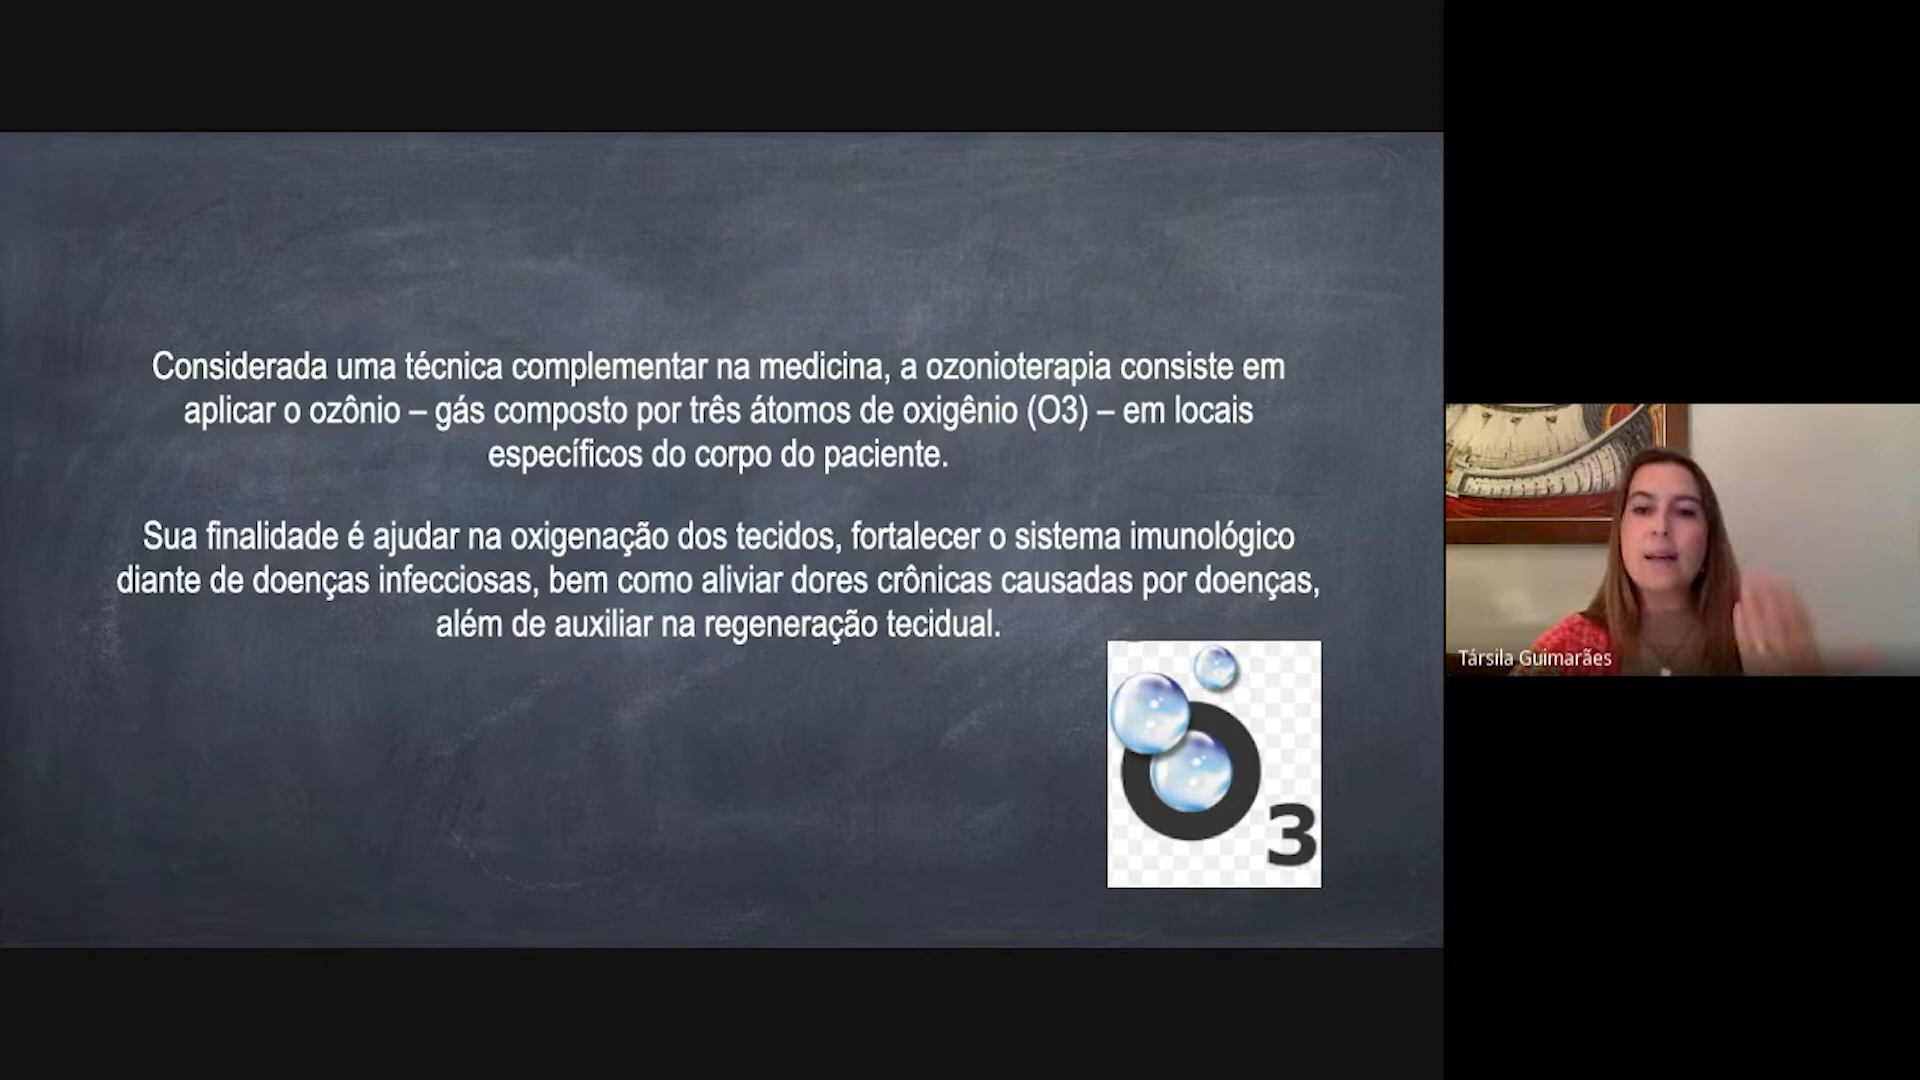 Considerada uma técnica complementar na medicina, a ozonioterapia consiste em
aplicar o ozônio – gás composto por três átomos de oxigênio (O3) – em locais
específicos do corpo do paciente.
Sua finalidade é ajudar na oxigenação dos tecidos, fortalecer o sistema imunológico
diante de doenças infecciosas, bem como aliviar dores crônicas causadas por doenças,
além de auxiliar na regeneração tecidual.
O
3
Társila Guimarães